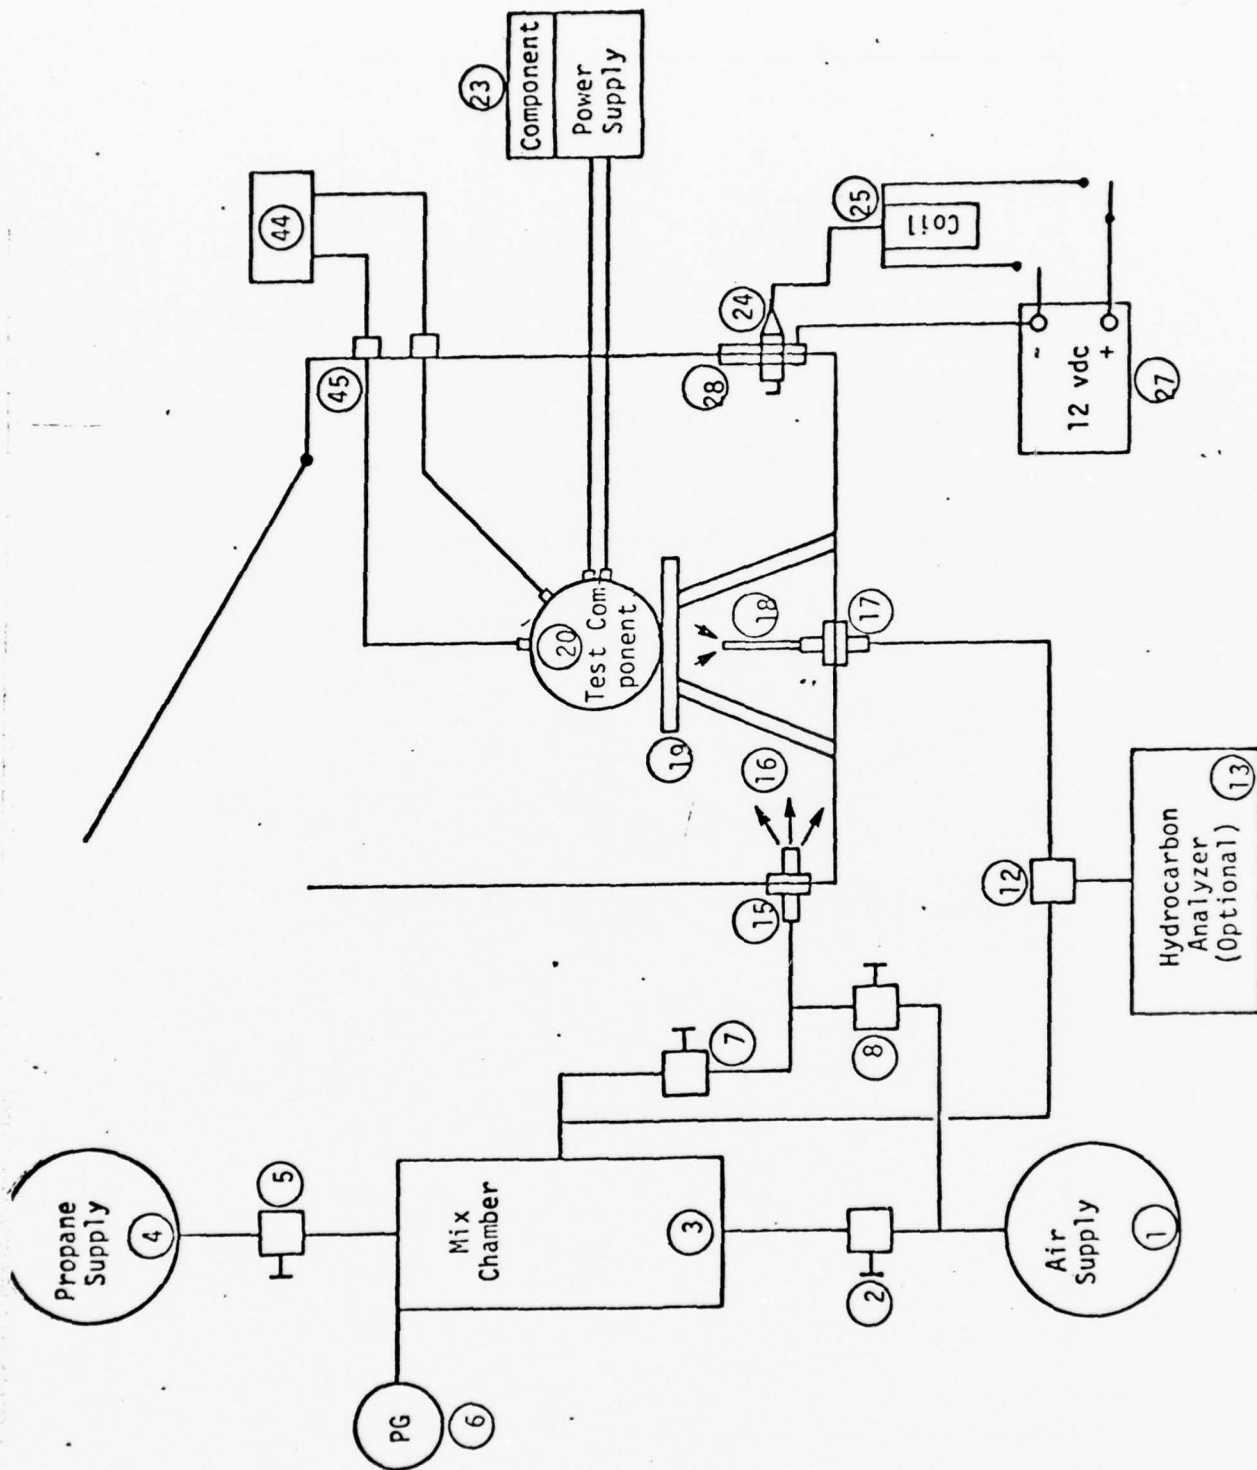 23
Component
Power
Supply
44
45
25
Coil
24
28
-
+
12 vdc
27
20
Test Com
ponent
18
17
19
16
15
12
Hydrocarbon
Analyzer
(Optional)
13
7
8
Propane
Supply
4
5
Mix
Chamber
3
2
Air
Supply
1
PG
6